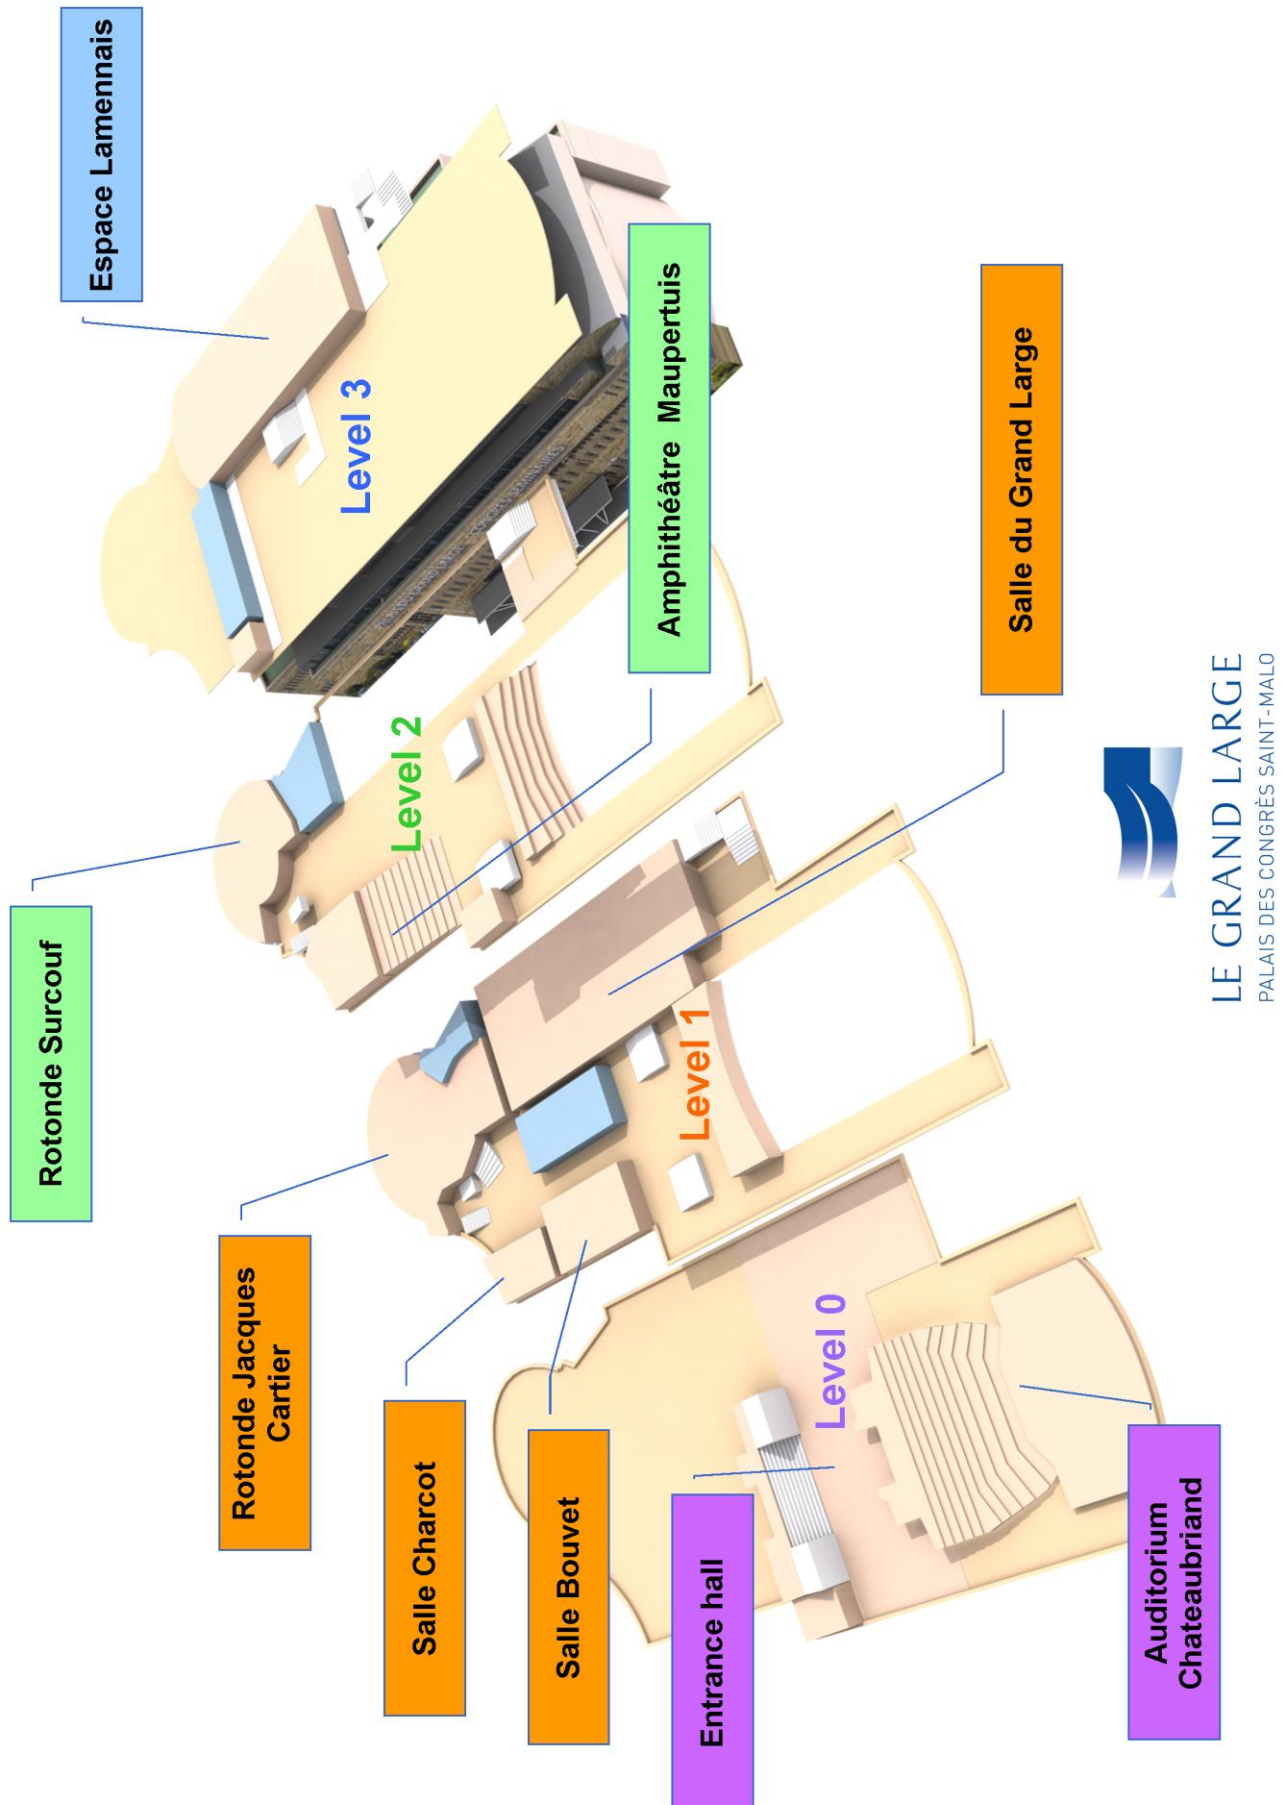 Espace Lamennais
Level 3
Rotonde Surcouf
Level 2
Amphithéâtre Maupertuis
Rotonde Jacques
Cartier
Salle Charcot
Salle Bouvet
Level 1
Salle du Grand Large
Entrance hall
Level 0
Auditorium
Chateaubriand
LE GRAND LARGE
PALAIS DES CONGRÈS SAINT-MALO